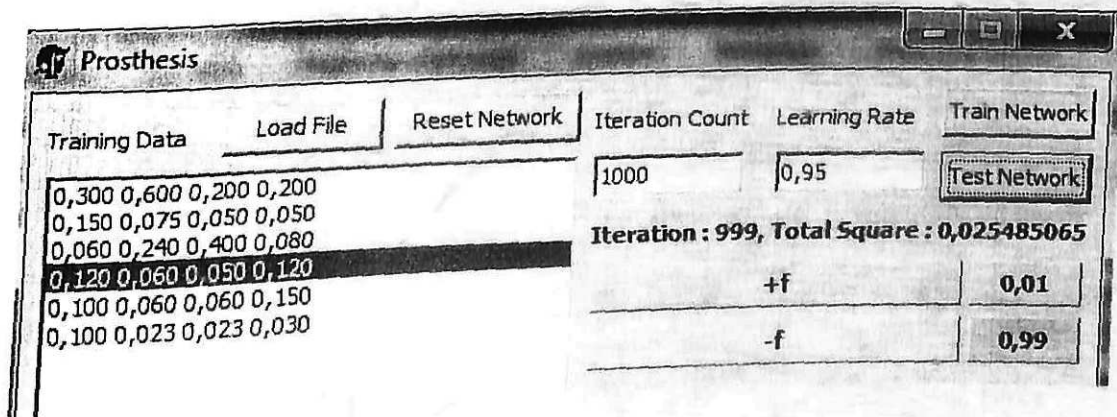 Prosthesis
Training Data Load File Reset Network Iteration Count Learning Rate Train Network
1000 0,95 Test Network
0,300 0,600 0,200 0,200
0,150 0,075 0,050 0,050
0,060 0,240 0,400 0,080
0,120 0,060 0,050 0,120
0,100 0,060 0,060 0,150
0,100 0,023 0,023 0,030
Iteration : 999, Total Square : 0,025485065
+f 0,01
-f 0,99